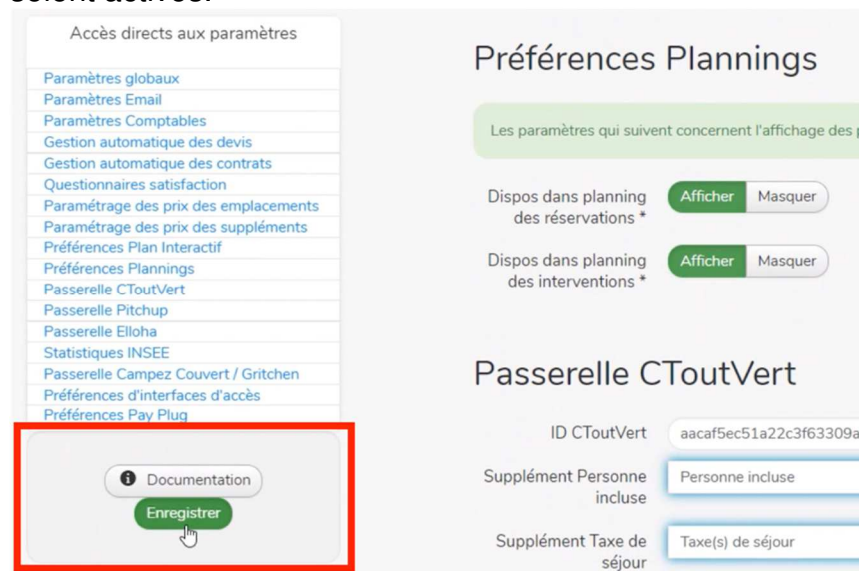 soient activés.
Accès directs aux paramètres
Paramètres globaux
Paramètres Email
Paramètres Comptables
Gestion automatique des devis
Gestion automatique des contrats
Questionnaires satisfaction
Paramétrage des prix des emplacements
Paramétrage des prix des suppléments
Préférences Plan Interactif
Préférences Plannings
Passerelle CToutVert
Passerelle Pitchup
Passerelle Elloha
Statistiques INSEE
Passerelle Campez Couvert / Gritchen
Préférences d'interfaces d'accès
Préférences Pay Plug
Documentation
Enregistrer
Préférences Plannings
Les paramètres qui suivent concernent l'affichage des
Dispos dans planning
des réservations *
Afficher Masquer
Dispos dans planning
des interventions *
Afficher Masquer
Passerelle CToutVert
ID CToutVert aacaf5ec51a22c3f63309a
Supplément Personne
incluse
Personne incluse
Supplément Taxe de
séjour
Taxe(s) de séjour